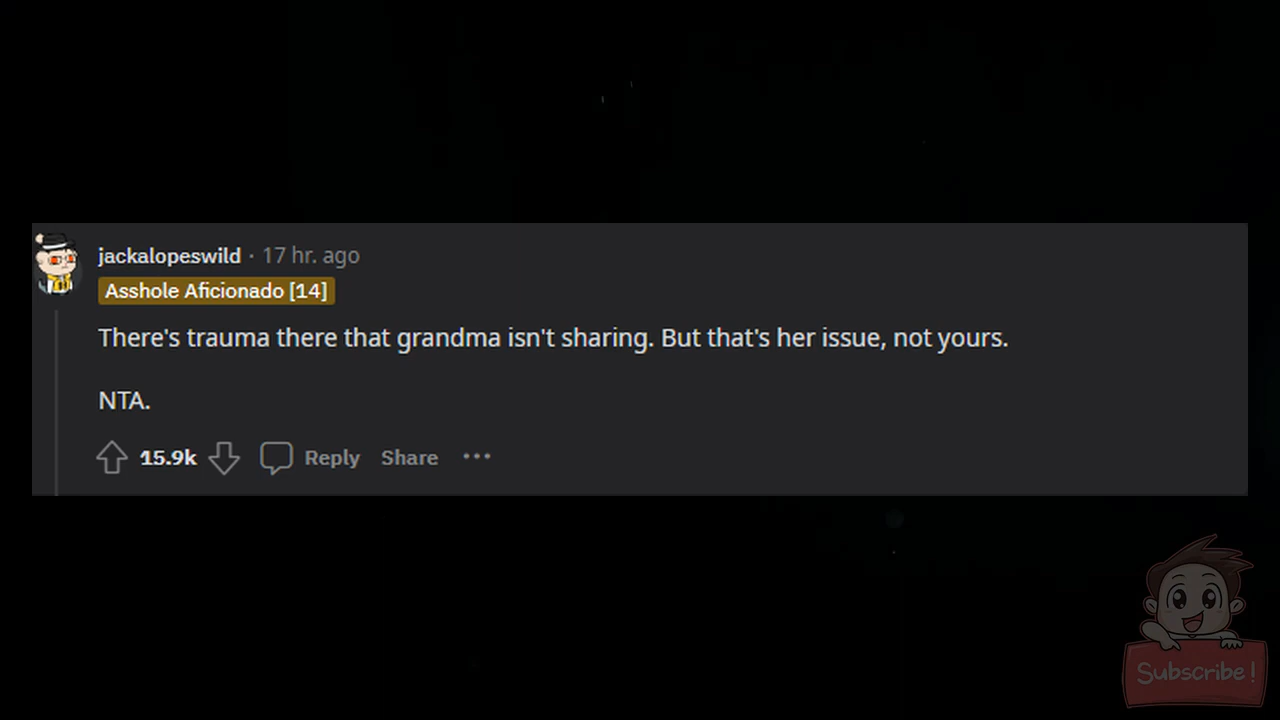 jackalopeswild · 17 hr. ago
Asshole Aficionado [14]
There's trauma there that grandma isn't sharing. But that's her issue, not yours.
NTA.
15.9k Reply Share ···
Subscribe!